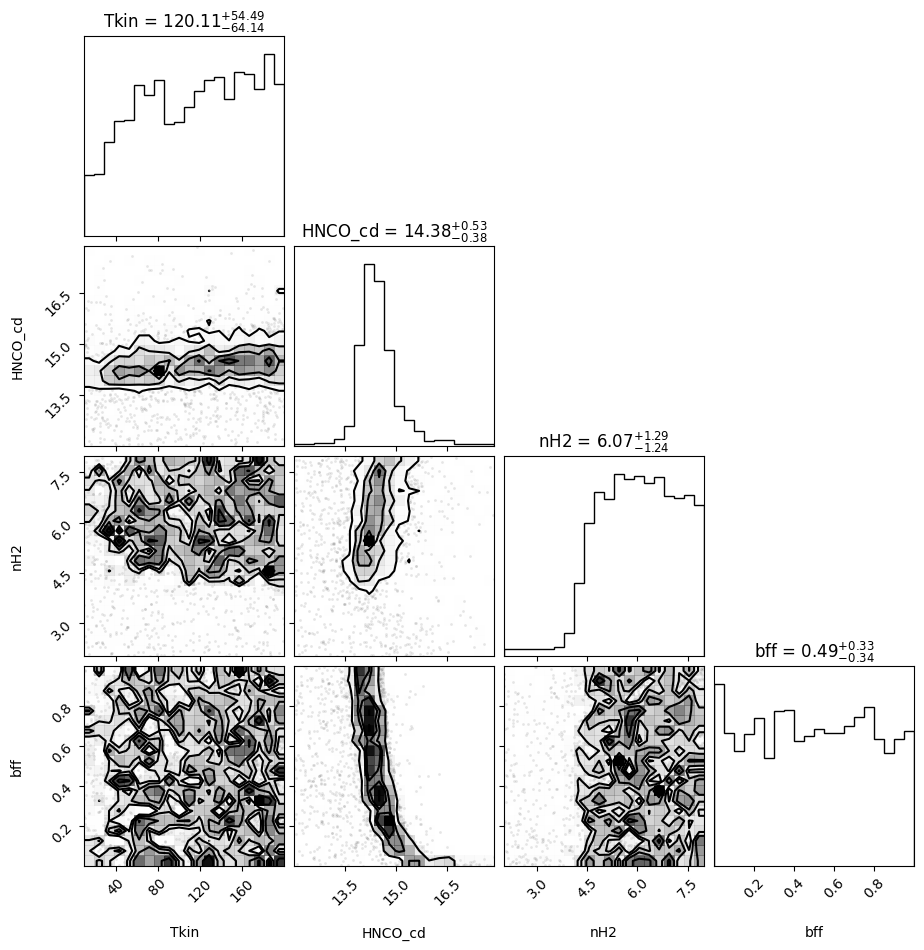 Tkin = 120.11+54.49
−64.14
HNCO_cd = 14.38+0.53
−0.38
HNCO_cd
16.5
15.0
13.5
nH2 = 6.07+1.29
−1.24
nH2
7.5
6.0
4.5
3.0
bff = 0.49+0.33
−0.34
bff
0.8
0.6
0.4
0.2
40 80 120 160 13.5 15.0 16.5 3.0 4.5 6.0 7.5 0.2 0.4 0.6 0.8
Tkin HNCO_cd nH2 bff